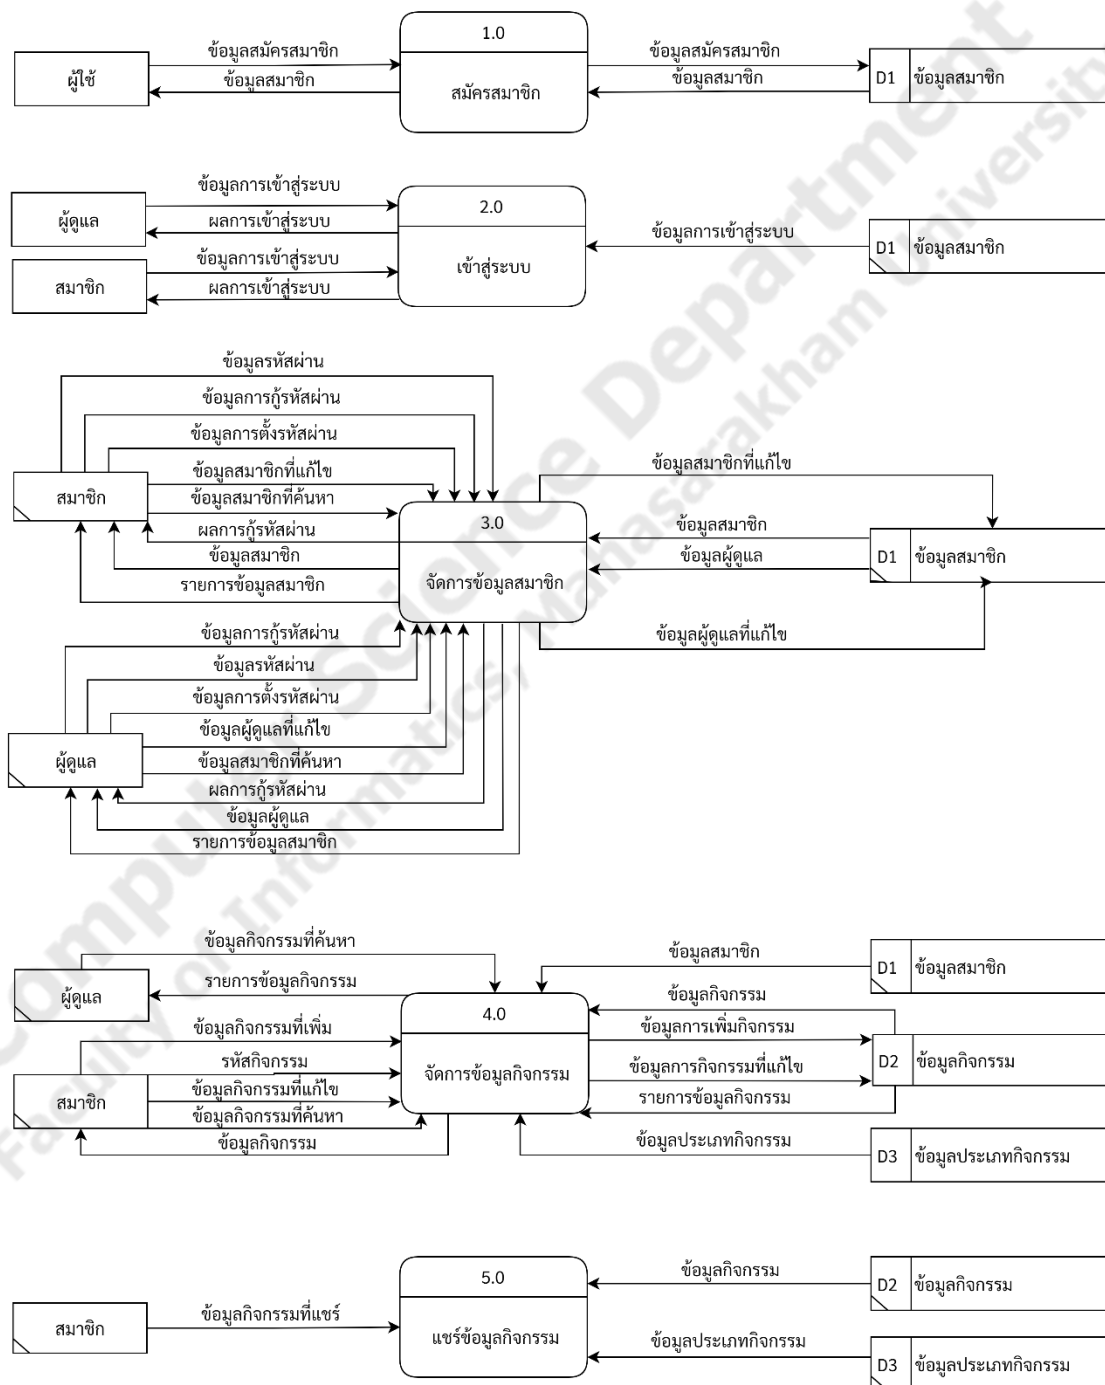 1.0
ข้อมูลสมัครสมาชิก
ข้อมูลสมัครสมาชิก
ผู้ใช้
ข้อมูลสมาชิก
ข้อมูลสมาชิก
D1 ข้อมูลสมาชิก
สมัครสมาชิก
ข้อมูลการเข้าสู่ระบบ
2.0
ผู้ดูแล
ผลการเข้าสู่ระบบ
ข้อมูลการเข้าสู่ระบบ
D1 ข้อมูลสมาชิก
ข้อมูลการเข้าสู่ระบบ
เข้าสู่ระบบ
สมาชิก
ผลการเข้าสู่ระบบ
ข้อมูลรหัสผ่าน
ข้อมูลการกู้รหัสผ่าน
ข้อมูลการตั้งรหัสผ่าน
ข้อมูลสมาชิกที่แก้ไข
ข้อมูลสมาชิกที่แก้ไข
สมาชิก
ข้อมูลสมาชิกที่ค้นหา
3.0
ผลการกู้รหัสผ่าน
ข้อมูลสมาชิก
ข้อมูลสมาชิก
ข้อมูลผู้ดูแล
D1 ข้อมูลสมาชิก
จัดการข้อมูลสมาชิก
รายการข้อมูลสมาชิก
ข้อมูลการกู้รหัสผ่าน
ข้อมูลผู้ดูแลที่แก้ไข
ข้อมูลรหัสผ่าน
ข้อมูลการตั้งรหัสผ่าน
ข้อมูลผู้ดูแลที่แก้ไข
ผู้ดูแล
ข้อมูลสมาชิกที่ค้นหา
ผลการกู้รหัสผ่าน
ข้อมูลผู้ดูแล
รายการข้อมูลสมาชิก
ข้อมูลกิจกรรมที่ค้นหา
ข้อมูลสมาชิก
D1 ข้อมูลสมาชิก
ผู้ดูแล
รายการข้อมูลกิจกรรม
ข้อมูลกิจกรรม
4.0
ข้อมูลกิจกรรมที่เพิ่ม
ข้อมูลการเพิ่มกิจกรรม
รหัสกิจกรรม
จัดการข้อมูลกิจกรรม
ข้อมูลการกิจกรรมที่แก้ไข
D2 ข้อมูลกิจกรรม
ข้อมูลกิจกรรมที่แก้ไข
สมาชิก
รายการข้อมูลกิจกรรม
ข้อมูลกิจกรรมที่ค้นหา
ข้อมูลกิจกรรม
ข้อมูลประเภทกิจกรรม
D3 ข้อมูลประเภทกิจกรรม
5.0
ข้อมูลกิจกรรม
D2 ข้อมูลกิจกรรม
สมาชิก
ข้อมูลกิจกรรมที่แชร์
แชร์ข้อมูลกิจกรรม
ข้อมูลประเภทกิจกรรม
D3 ข้อมูลประเภทกิจกรรม
Computer Science Department
Faculty of Informatics, Mahasarakham University